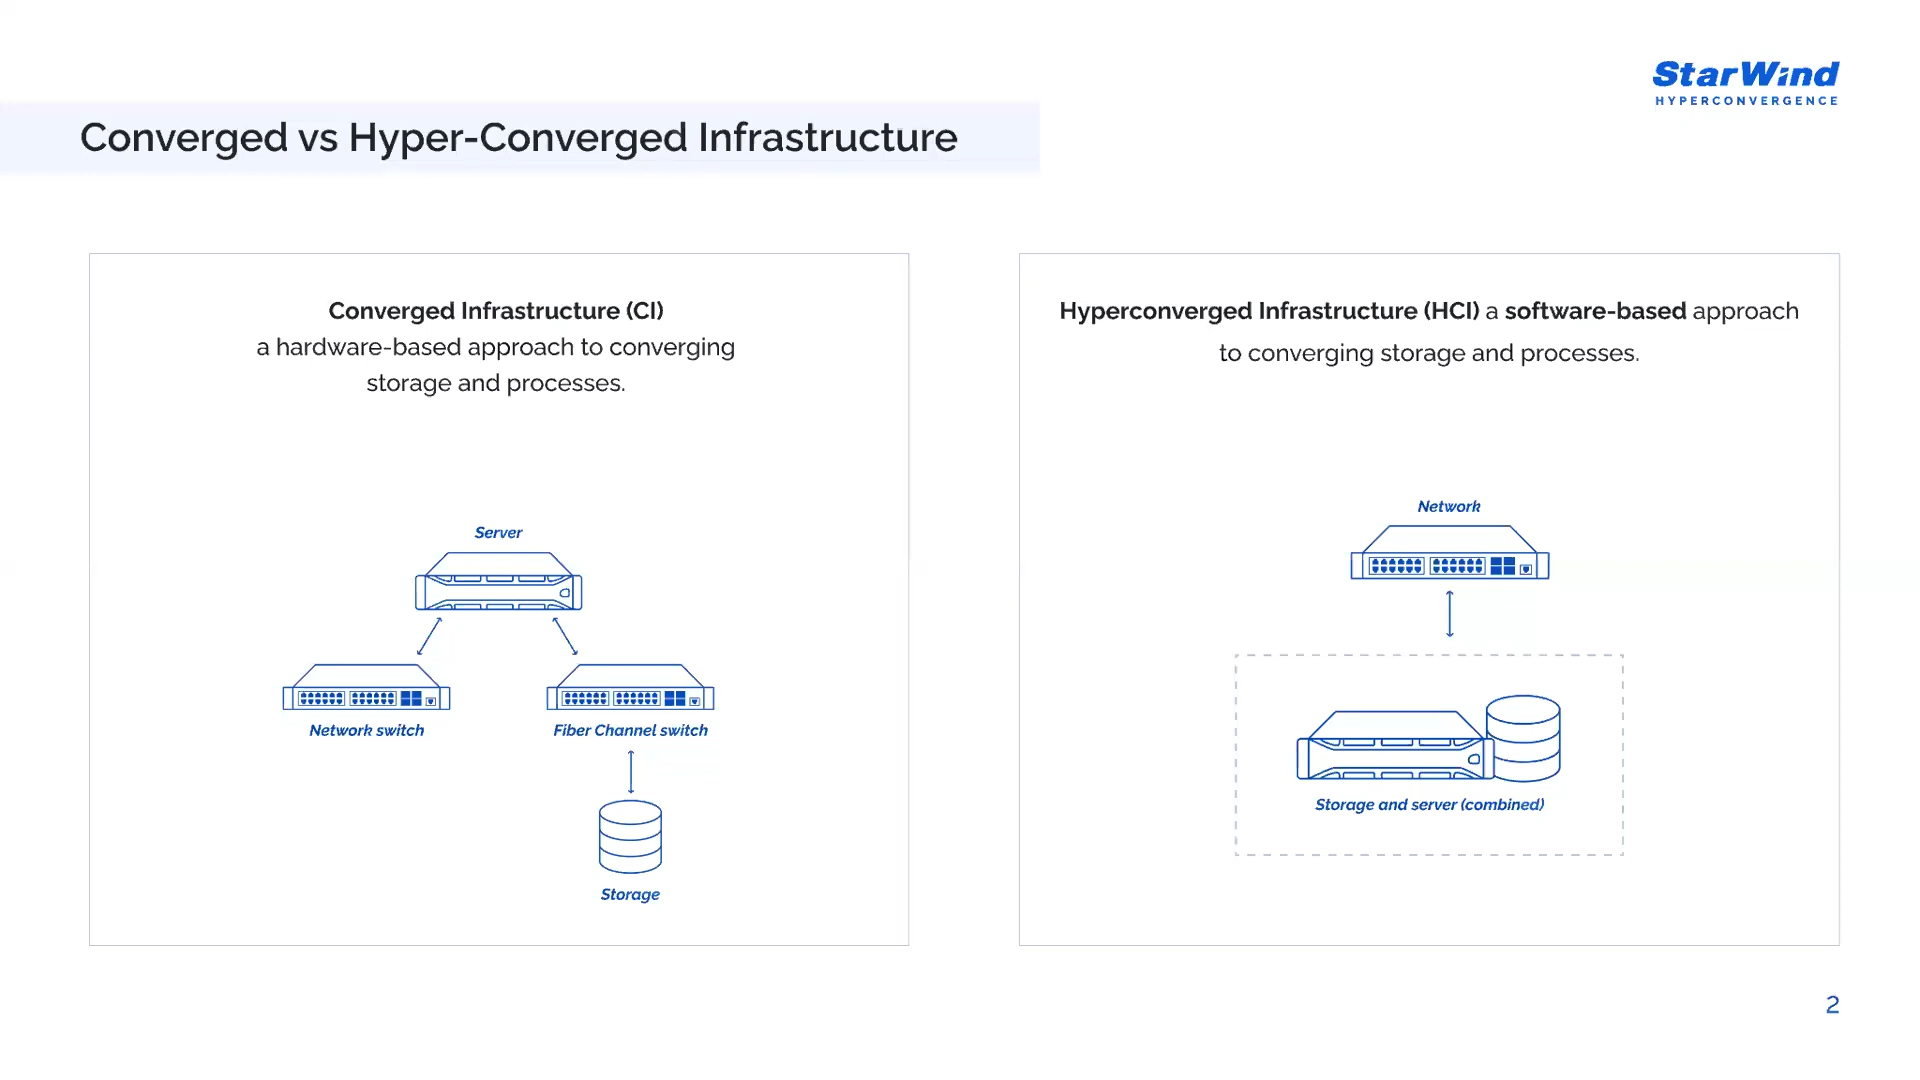 StarWind
HYPERCONVERGENCE
Converged vs Hyper-Converged Infrastructure
Converged Infrastructure (CI)
a hardware-based approach to converging
storage and processes.
Server
Network switch
Fiber Channel switch
Storage
Hyperconverged Infrastructure (HCI) a software-based approach
to converging storage and processes.
Network
Storage and server (combined)
2